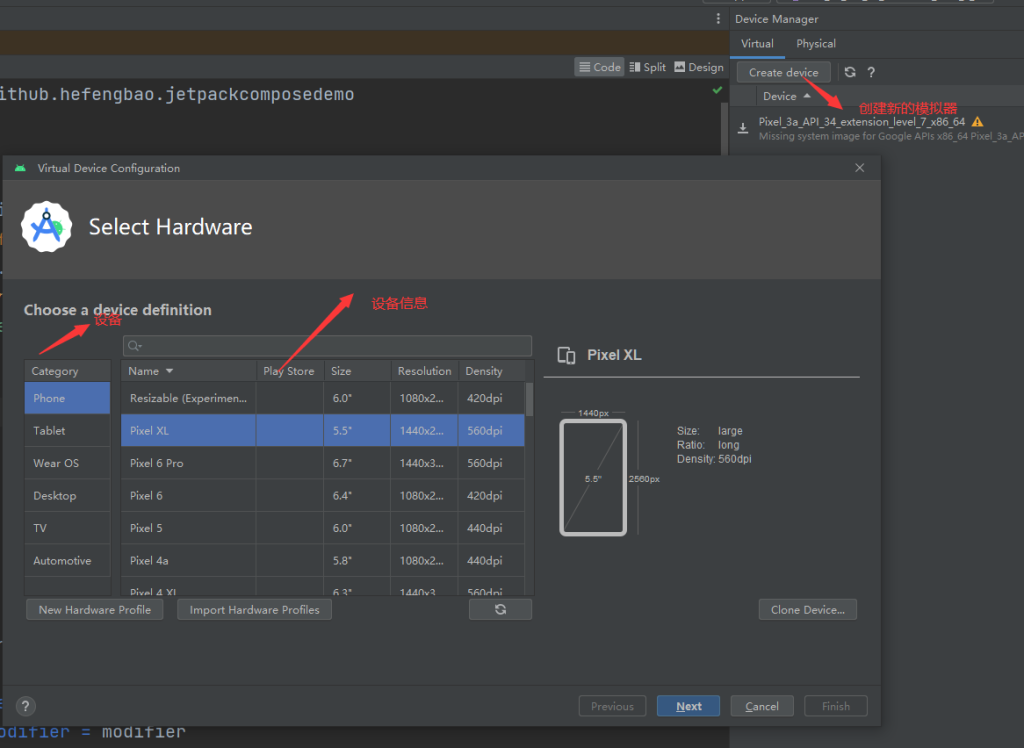 Device Manager
Virtual Physical
Code Split Design
Create device ?
ithub.hefengbao.jetpackcomposedemo
Device
创建新的模拟器
Pixel_3a_API_34_extension_level_7_x86_64
Missing system image for Google APIs x86_64 Pixel_3a_AP
Virtual Device Configuration
Select Hardware
Choose a device definition
设备信息
设备
Category Name Play Store Size Resolution Density
Phone Resizable (Experimen... 6.0" 1080x2... 420dpi
Tablet Pixel XL 5.5" 1440x2... 560dpi
Wear OS Pixel 6 Pro 6.7" 1440x3... 560dpi
Desktop Pixel 6 6.4" 1080x2... 420dpi
TV Pixel 5 6.0" 1080x2... 440dpi
Automotive Pixel 4a 5.8" 1080x2... 440dpi
Pixel 4 XL 6.3" 1440x3... 560dpi
Pixel XL
1440px
Size: large
Ratio: long
Density: 560dpi
5.5" 2560px
New Hardware Profile Import Hardware Profiles Clone Device...
? Previous Next Cancel Finish
odifier = modifier